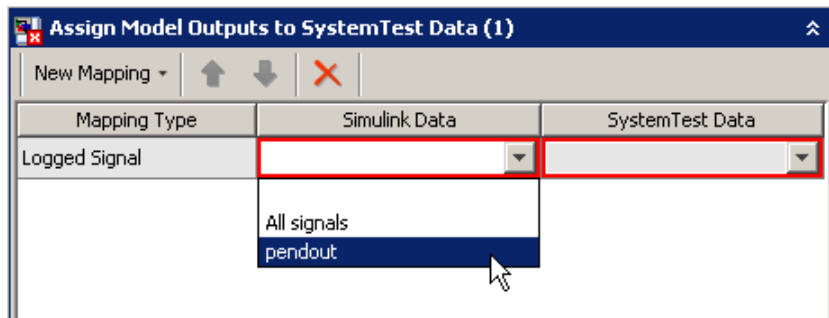 Assign Model Outputs to SystemTest Data (1)
New Mapping
Mapping Type Simulink Data SystemTest Data
Logged Signal
All signals
pendout